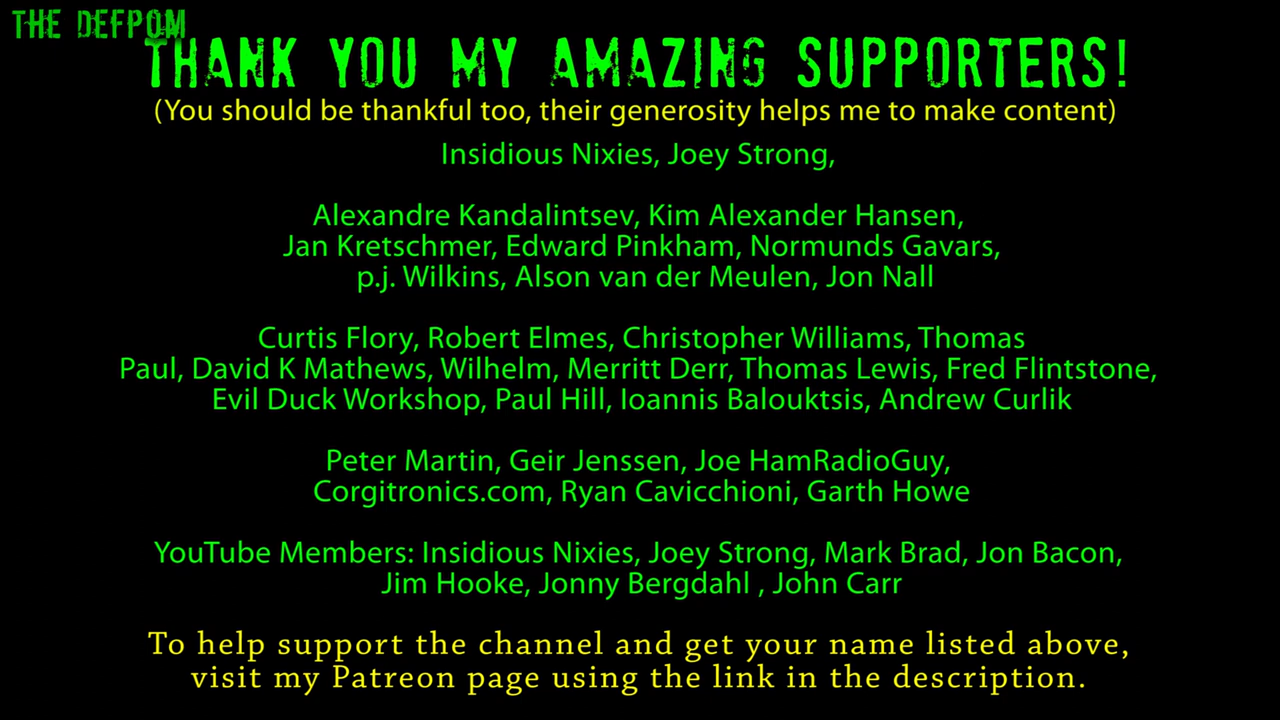 THE DEFPOM
THANK YOU MY AMAZING SUPPORTERS!
(You should be thankful too, their generosity helps me to make content)
Insidious Nixies, Joey Strong,
Alexandre Kandalintsev, Kim Alexander Hansen,
Jan Kretschmer, Edward Pinkham, Normunds Gavars,
p.j. Wilkins, Alson van der Meulen, Jon Nall
Curtis Flory, Robert Elmes, Christopher Williams, Thomas
Paul, David K Mathews, Wilhelm, Merritt Derr, Thomas Lewis, Fred Flintstone,
Evil Duck Workshop, Paul Hill, Ioannis Balouktsis, Andrew Curlik
Peter Martin, Geir Jenssen, Joe HamRadioGuy,
Corgitronics.com, Ryan Cavicchioni, Garth Howe
YouTube Members: Insidious Nixies, Joey Strong, Mark Brad, Jon Bacon,
Jim Hooke, Jonny Bergdahl , John Carr
To help support the channel and get your name listed above,
visit my Patreon page using the link in the description.